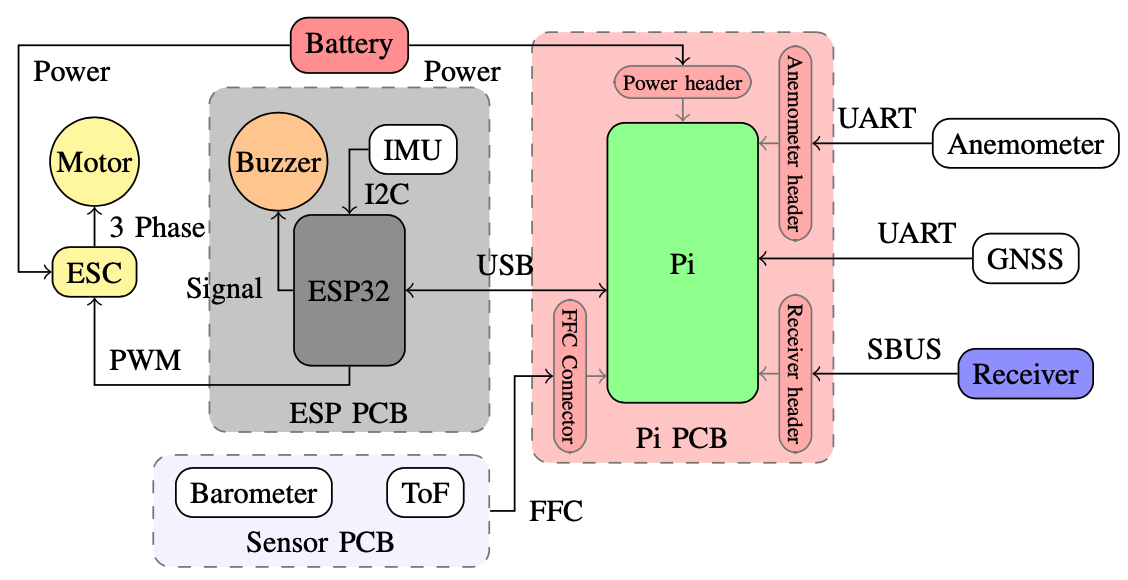 Battery
Power
Power
Power header
Anemometer header
UART
Anemometer
Motor
Buzzer
IMU
I2C
3 Phase
ESC
Signal
ESP32
USB
Pi
UART
GNSS
FFC Connector
Receiver header
SBUS
Receiver
PWM
ESP PCB
Pi PCB
Barometer
ToF
FFC
Sensor PCB